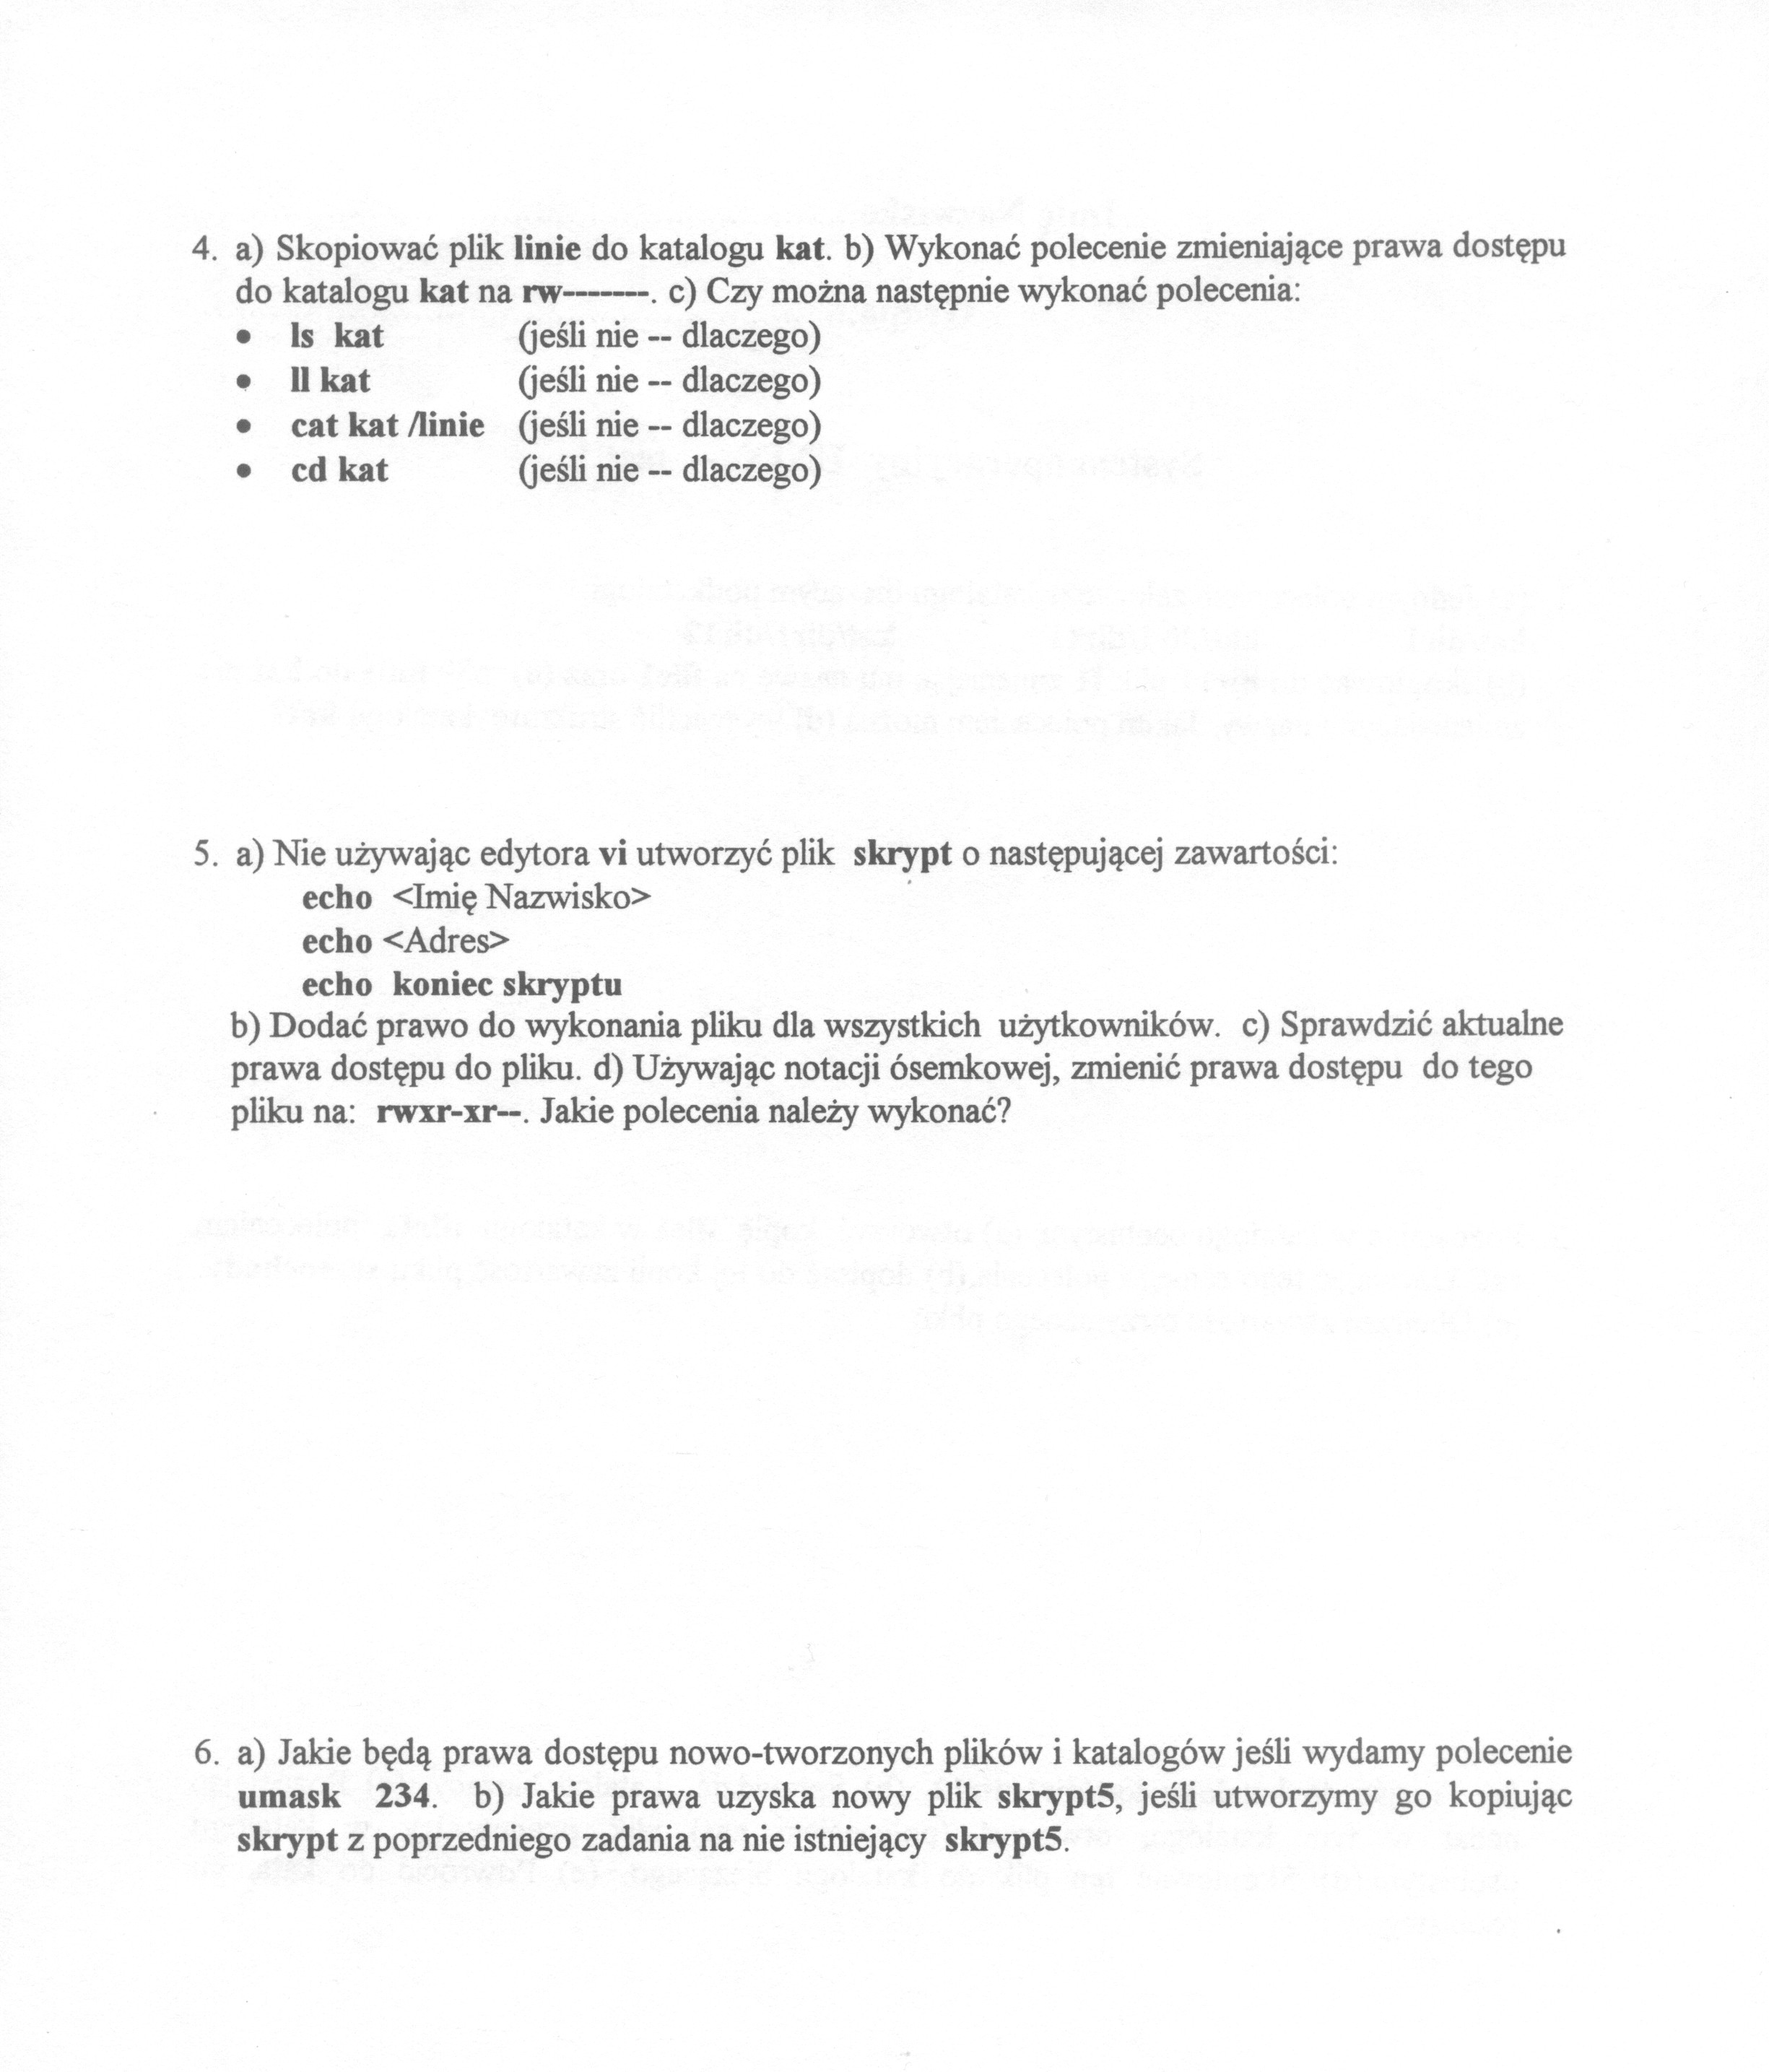 4. a) Skopiować plik linie do katalogu kat. b) Wykonać polecenie zmieniające prawa dostępu
do katalogu kat na rw-------. c) Czy można następnie wykonać polecenia:
• ls kat (jeśli nie -- dlaczego)
• ll kat (jeśli nie -- dlaczego)
• cat kat /linie (jeśli nie -- dlaczego)
• cd kat (jeśli nie -- dlaczego)
5. a) Nie używając edytora vi utworzyć plik skrypt o następującej zawartości:
echo <Imię Nazwisko>
echo <Adres>
echo koniec skryptu
b) Dodać prawo do wykonania pliku dla wszystkich użytkowników. c) Sprawdzić aktualne
prawa dostępu do pliku. d) Używając notacji ósemkowej, zmienić prawa dostępu do tego
pliku na: rwxr-xr--. Jakie polecenia należy wykonać?
6. a) Jakie będą prawa dostępu nowo-tworzonych plików i katalogów jeśli wydamy polecenie
umask 234. b) Jakie prawa uzyska nowy plik skrypt5, jeśli utworzymy go kopiując
skrypt z poprzedniego zadania na nie istniejący skrypt5.